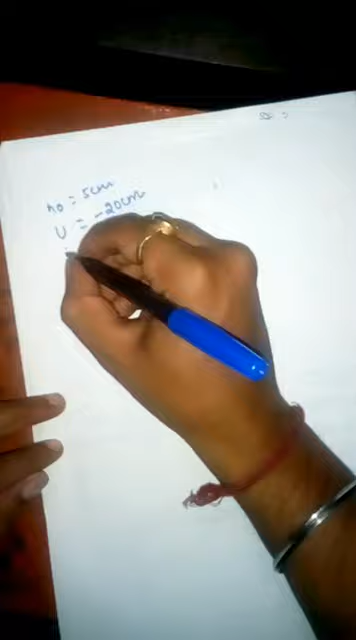 ho = 5cm
U = -20cm